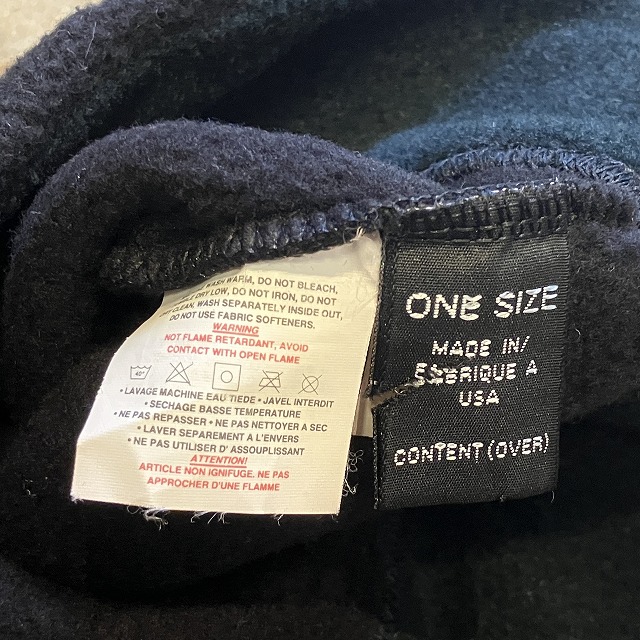 WASH WARM, DO NOT BLEACH,
DRY LOW, DO NOT IRON, DO NOT
DRY CLEAN, WASH SEPARATELY INSIDE OUT,
DO NOT USE FABRIC SOFTENERS.
WARNING
NOT FLAME RETARDANT, AVOID
CONTACT WITH OPEN FLAME
40°
• LAVAGE MACHINE EAU TIEDE • JAVEL INTERDIT
• SECHAGE BASSE TEMPERATURE
• NE PAS REPASSER • NE PAS NETTOYER A SEC
• LAVER SEPAREMENT A L'ENVERS
• NE PAS UTILISER D' ASSOUPLISSANT
ATTENTION!
ARTICLE NON IGNIFUGE. NE PAS
APPROCHER D'UNE FLAMME
ONE SIZE
MADE IN/
FABRIQUE A
USA
CONTENT (OVER)